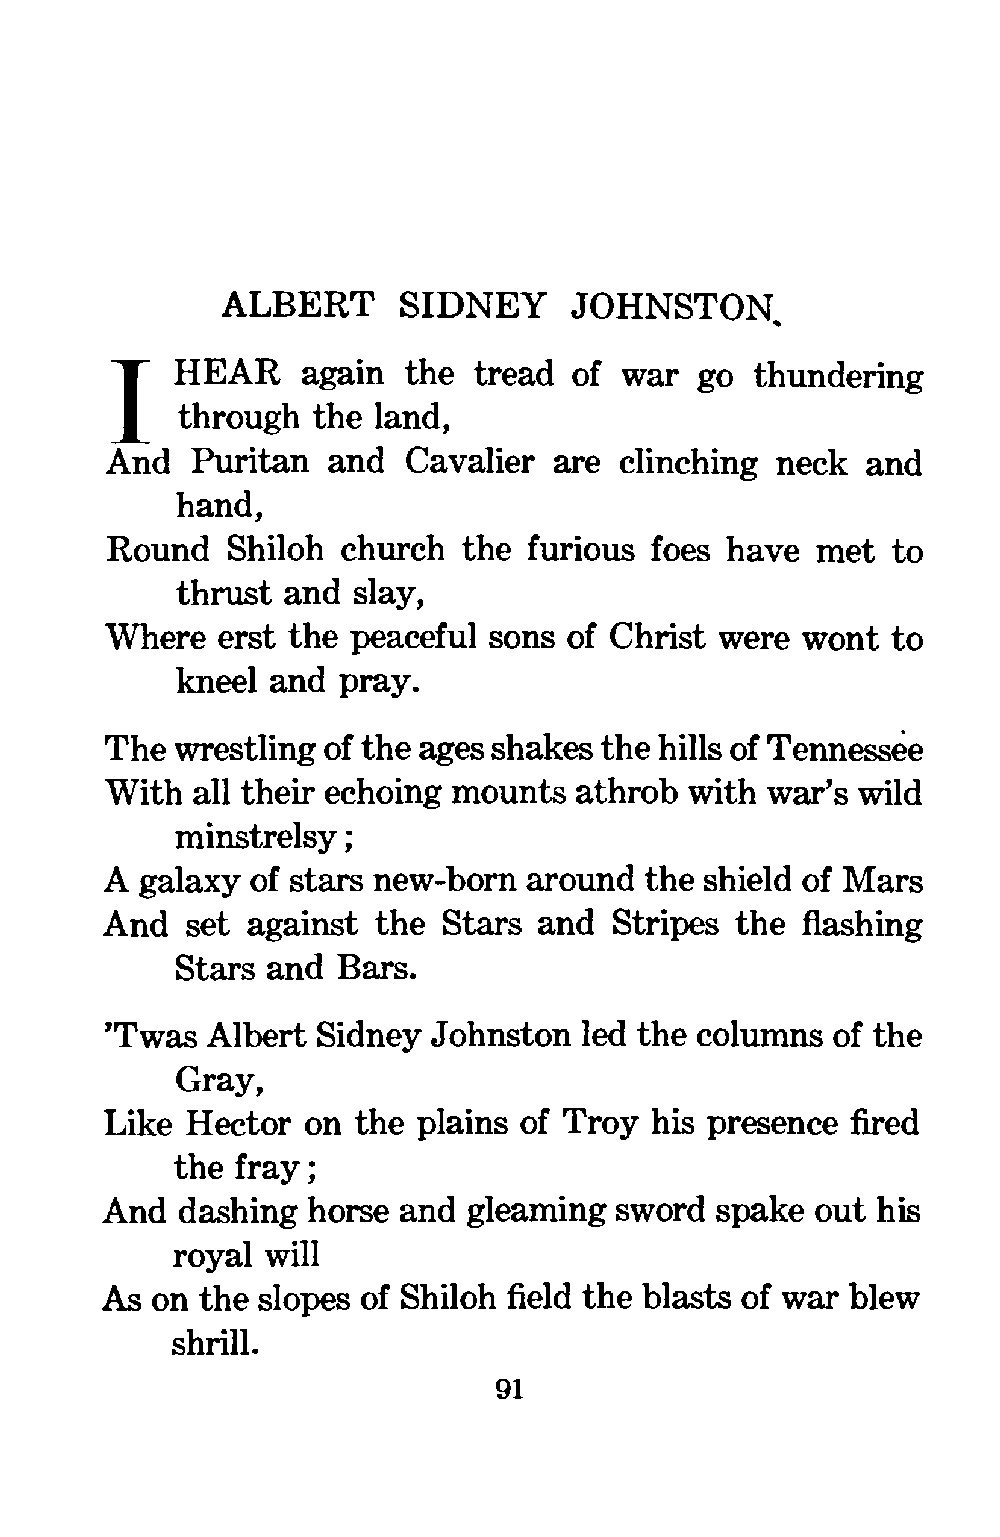 ALBERT SIDNEY JOHNSTON.
I HEAR again the tread of war go thundering
through the land,
And Puritan and Cavalier are clinching neck and
hand,
Round Shiloh church the furious foes have met to
thrust and slay,
Where erst the peaceful sons of Christ were wont to
kneel and pray.
The wrestling of the ages shakes the hills of Tennessee
With all their echoing mounts athrob with war's wild
minstrelsy;
A galaxy of stars new-born around the shield of Mars
And set against the Stars and Stripes the flashing
Stars and Bars.
'Twas Albert Sidney Johnston led the columns of the
Gray,
Like Hector on the plains of Troy his presence fired
the fray;
And dashing horse and gleaming sword spake out his
royal will
As on the slopes of Shiloh field the blasts of war blew
shrill.
91